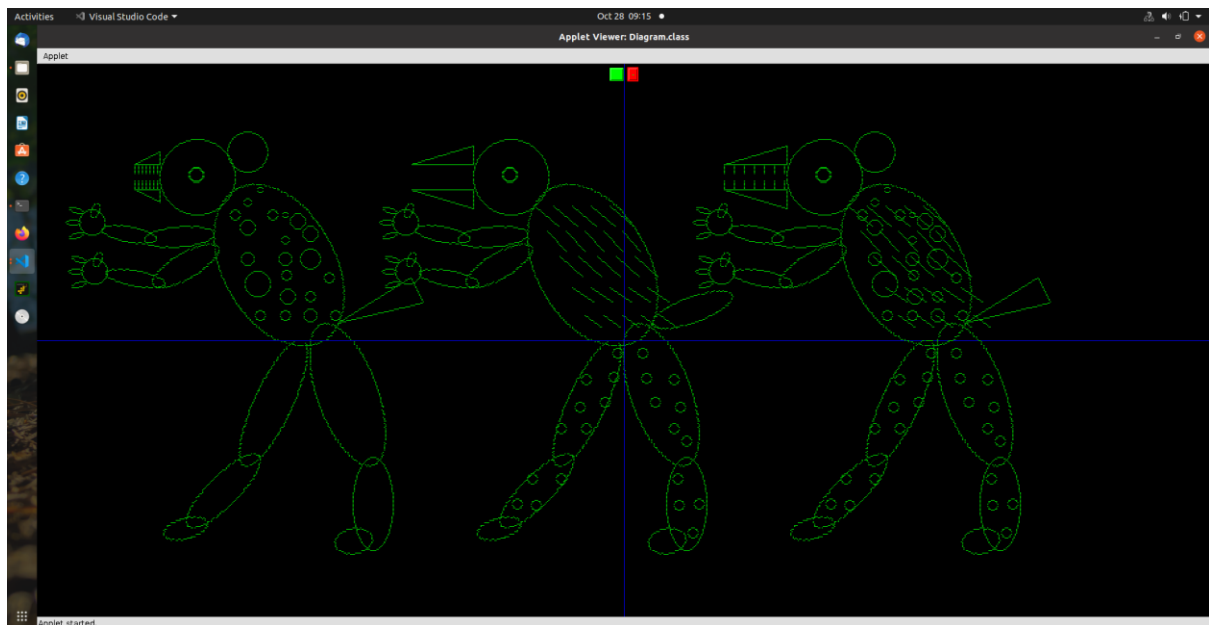 Activities Visual Studio Code Oct 28 09:15
Applet Viewer: Diagram.class
Applet
Applet started.